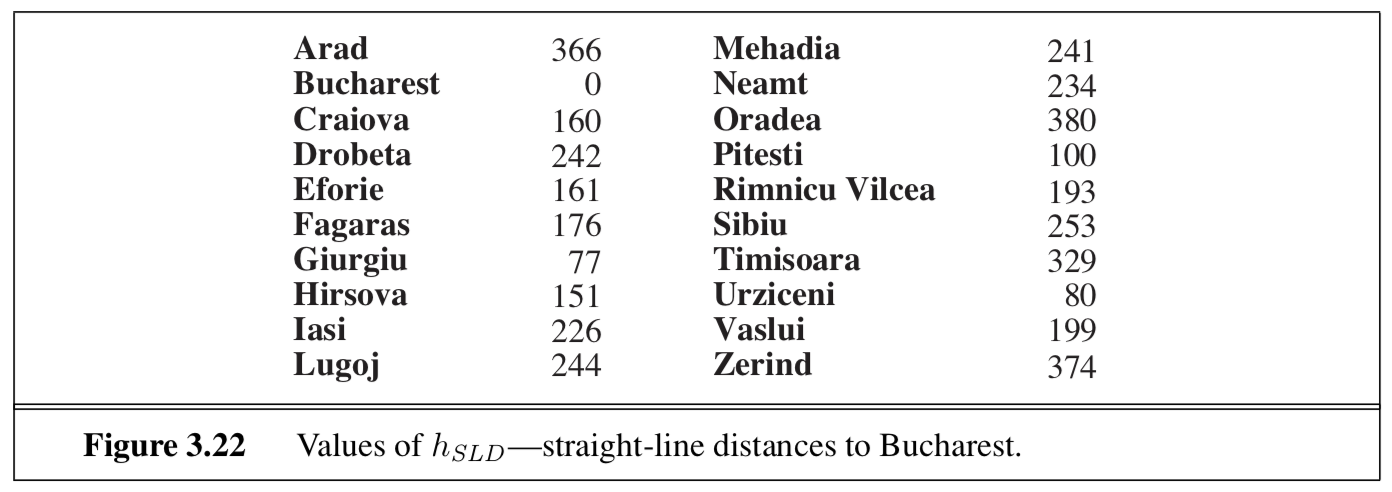 Arad 366 Mehadia 241
Bucharest 0 Neamt 234
Craiova 160 Oradea 380
Drobeta 242 Pitesti 100
Eforie 161 Rimnicu Vilcea 193
Fagaras 176 Sibiu 253
Giurgiu 77 Timisoara 329
Hirsova 151 Urziceni 80
Iasi 226 Vaslui 199
Lugoj 244 Zerind 374
Figure 3.22 Values of hSLD—straight-line distances to Bucharest.